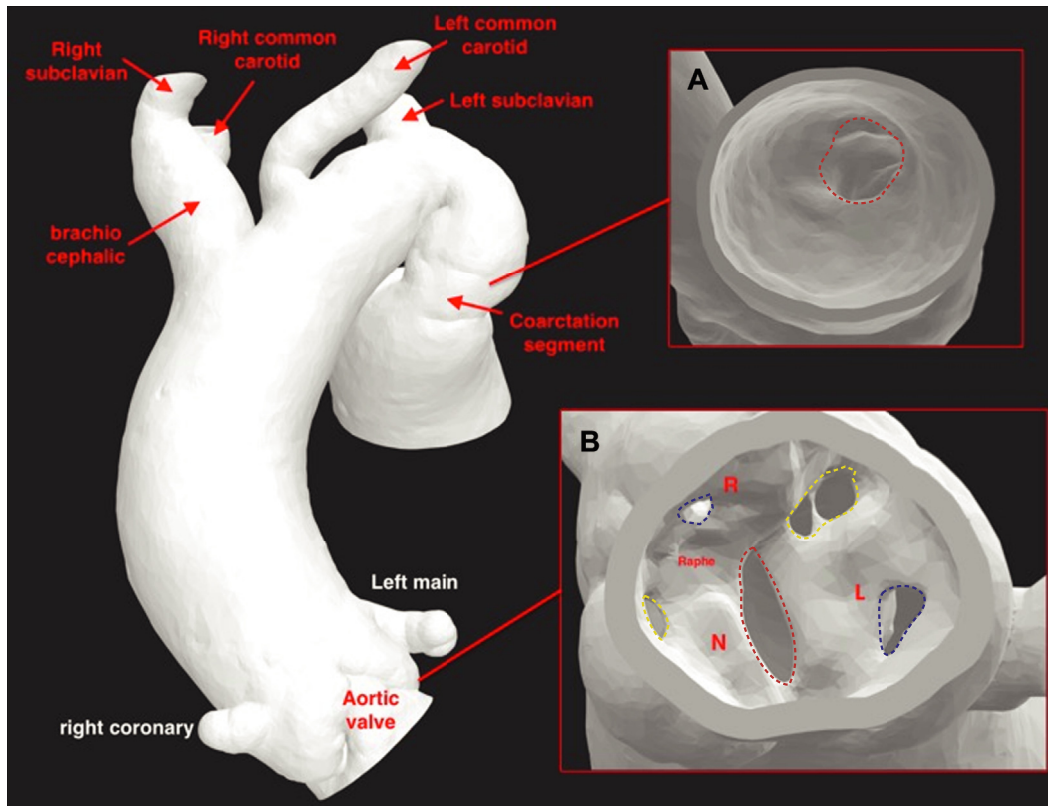 Left common
carotid
Right common
carotid
Right
subclavian
Left subclavian
A
brachio
cephalic
Coarctation
segment
B
R
Raphe
L
N
Left main
Aortic
valve
right coronary